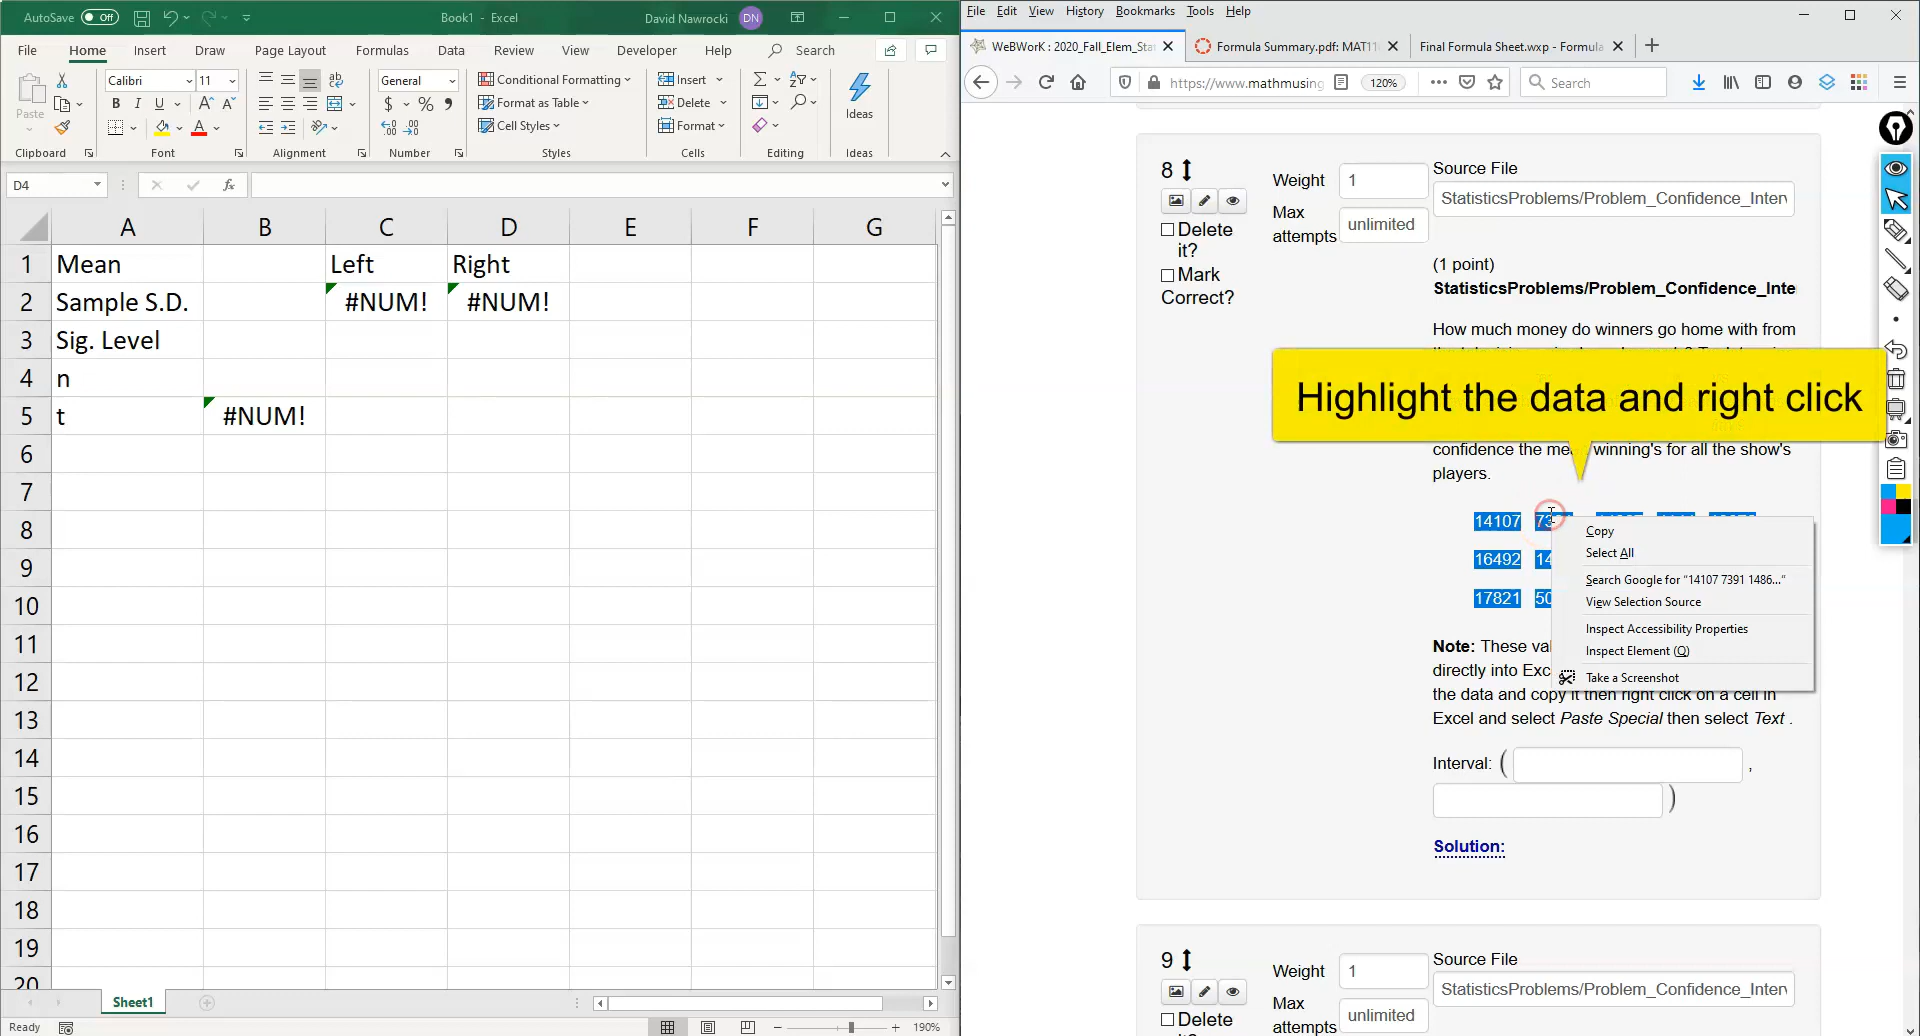 AutoSave Off
Book1 - Excel
David Nawrocki DN
File Home Insert Draw Page Layout Formulas Data Review View Developer Help Search
Paste
Calibri 11
B I U
General
Conditional Formatting
Format as Table
Cell Styles
Insert
Delete
Format
Ideas
Clipboard Font Alignment Number Styles Cells Editing Ideas
D4 fx
A B C D E F G
1 Mean Left Right
2 Sample S.D. #NUM! #NUM!
3 Sig. Level
4 n
5 t #NUM!
6
7
8
9
10
11
12
13
14
15
16
17
18
19
20
Sheet1
Ready 190%
File Edit View History Bookmarks Tools Help
WeBWorK : 2020_Fall_Elem_Sta
Formula Summary.pdf: MAT11
Final Formula Sheet.wxp - Formula
https://www.mathmusing 120% Search
8
Weight 1
Max attempts unlimited
Delete it?
Mark Correct?
Source File
StatisticsProblems/Problem_Confidence_Interv
(1 point)
StatisticsProblems/Problem_Confidence_Inte
How much money do winners go home with from
Highlight the data and right click
confidence the mean winning's for all the show's
players.
14107
16492 14
17821 50
Copy
Select All
Search Google for “14107 7391 1486...”
View Selection Source
Inspect Accessibility Properties
Inspect Element (Q)
Take a Screenshot
Note: These val
directly into Exc
the data and copy it then right click on a cell in
Excel and select Paste Special then select Text .
Interval: ( ,
)
Solution:
9
Weight 1
Max attempts unlimited
Delete
Source File
StatisticsProblems/Problem_Confidence_Interv